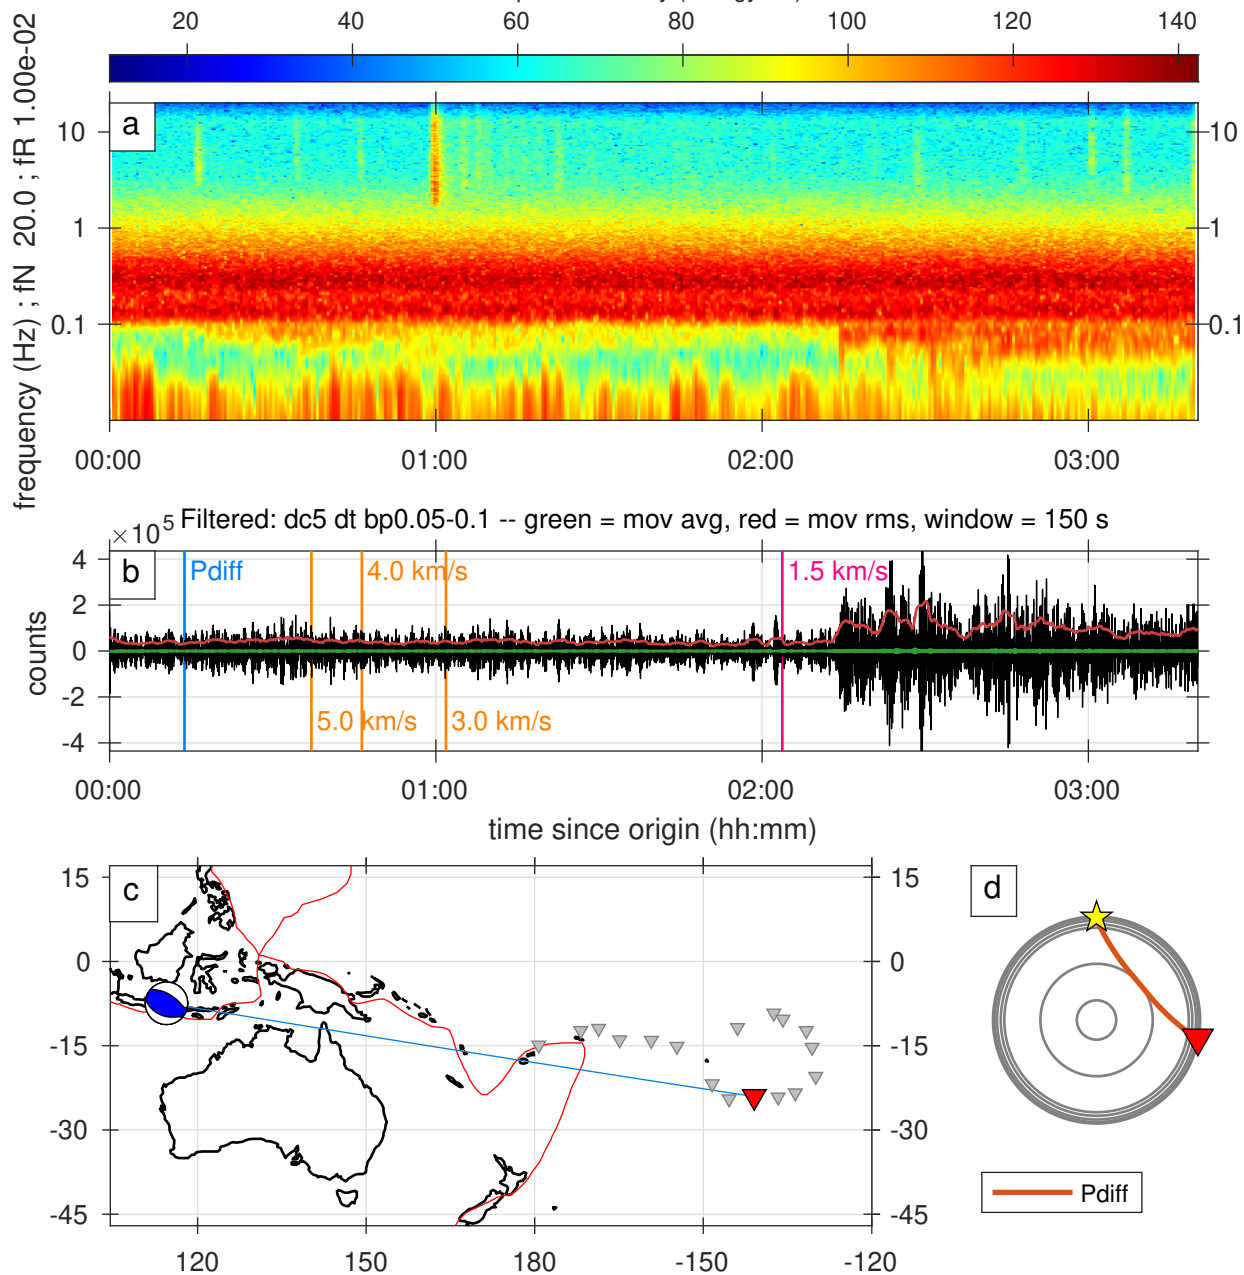 20 40 60 80 100 120 140
a
10 10
1 1
0.1 0.1
frequency (Hz) ; fN 20.0 ; fR 1.00e-02
00:00 01:00 02:00 03:00
×10^5 Filtered: dc5 dt bp0.05-0.1 -- green = mov avg, red = mov rms, window = 150 s
b
Pdiff 4.0 km/s 1.5 km/s
5.0 km/s 3.0 km/s
4
2
0
-2
-4
counts
00:00 01:00 02:00 03:00
time since origin (hh:mm)
c
15 15
0 0
-15 -15
-30 -30
-45 -45
120 150 180 -150 -120
d
Pdiff